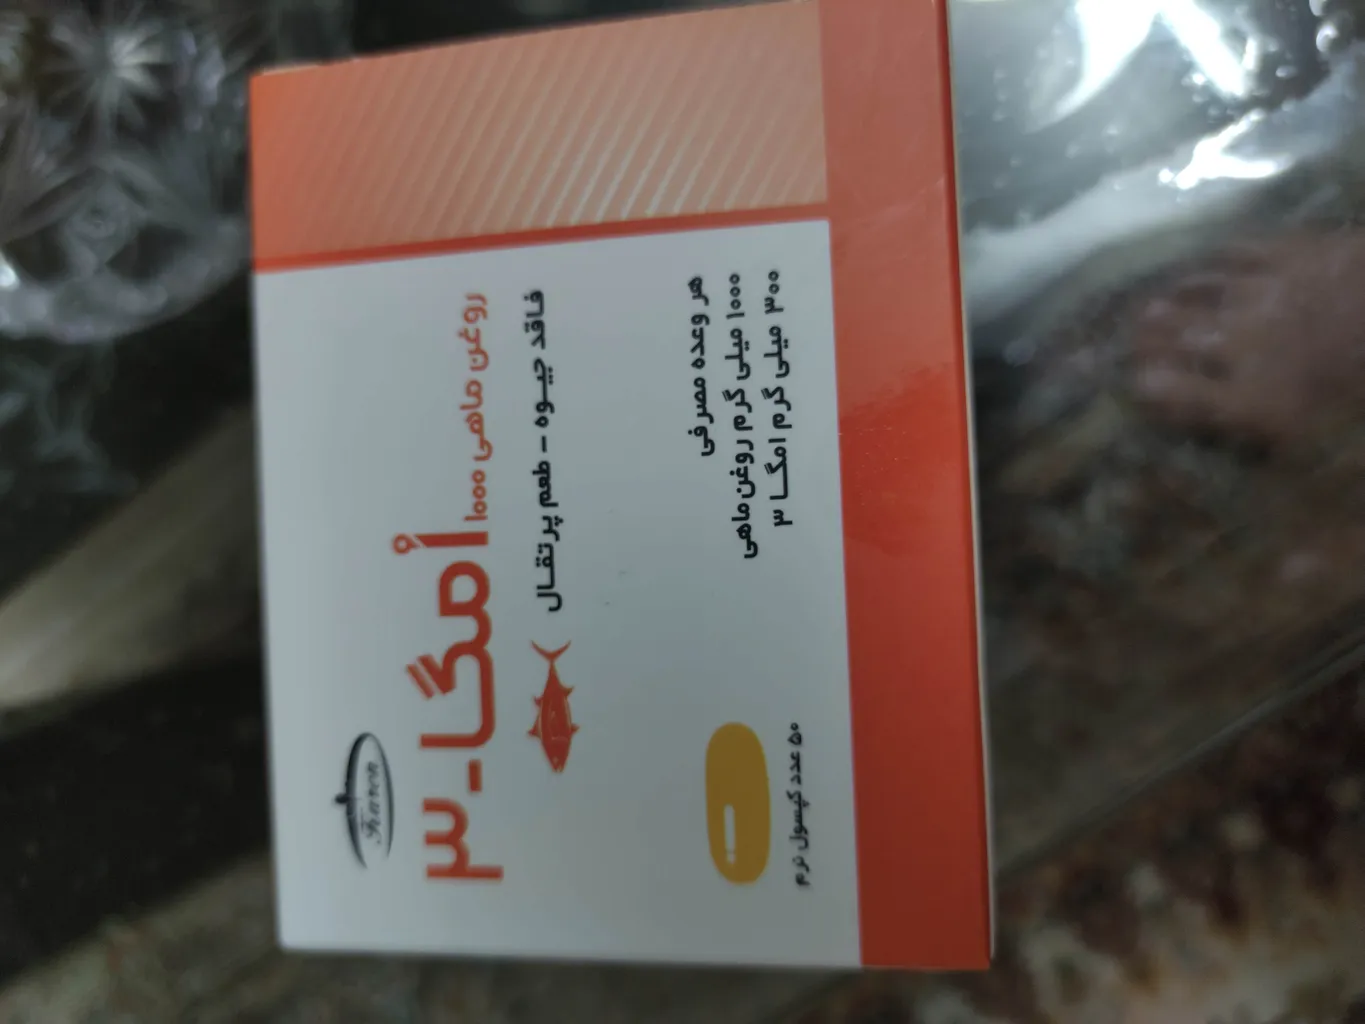 روغن ماهی ۱۰۰۰
اُمگا-۳
فاقد جیوه - طعم پرتقال
هر وعده مصرفی
۱۰۰۰ میلی گرم روغن ماهی
۳۰۰ میلی گرم امگا ۳
۵۰ عدد کپسول نرم